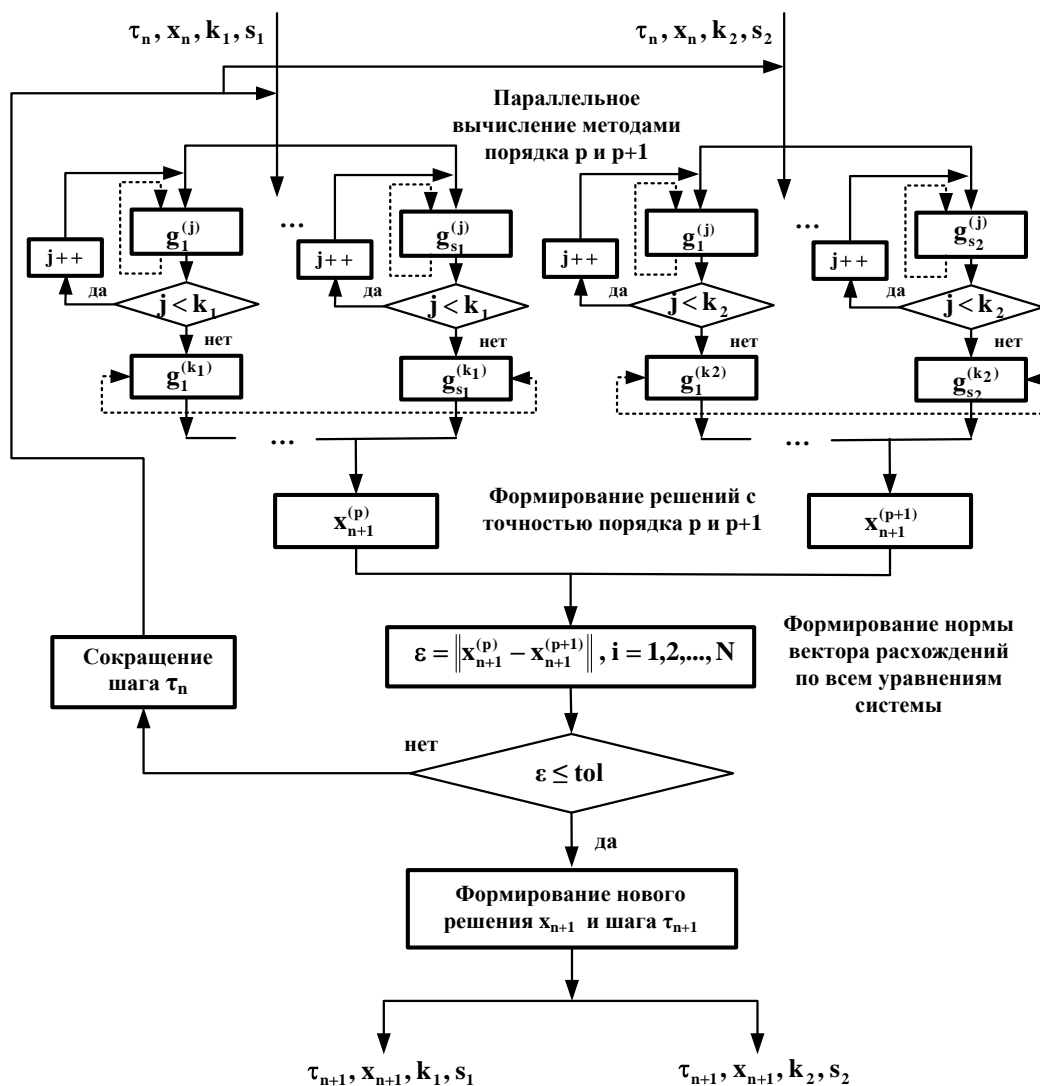 τn, xn, k1, s1
τn, xn, k2, s2
Параллельное
вычисление методами
порядка p и p+1
g1(j)
...
gs1(j)
g1(j)
...
gs2(j)
j++
j++
j++
j++
да
j < k1
да
j < k1
да
j < k2
да
j < k2
нет
нет
нет
нет
g1(k1)
gs1(k1)
g1(k2)
gs2(k2)
...
...
Формирование решений с
точностью порядка p и p+1
xn+1(p)
xn+1(p+1)
Сокращение
шага τn
ε = ‖xn+1(p) − xn+1(p+1)‖, i = 1,2,..., N
Формирование нормы
вектора расхождений
по всем уравнениям
системы
нет
ε ≤ tol
да
Формирование нового
решения xn+1 и шага τn+1
τn+1, xn+1, k1, s1
τn+1, xn+1, k2, s2